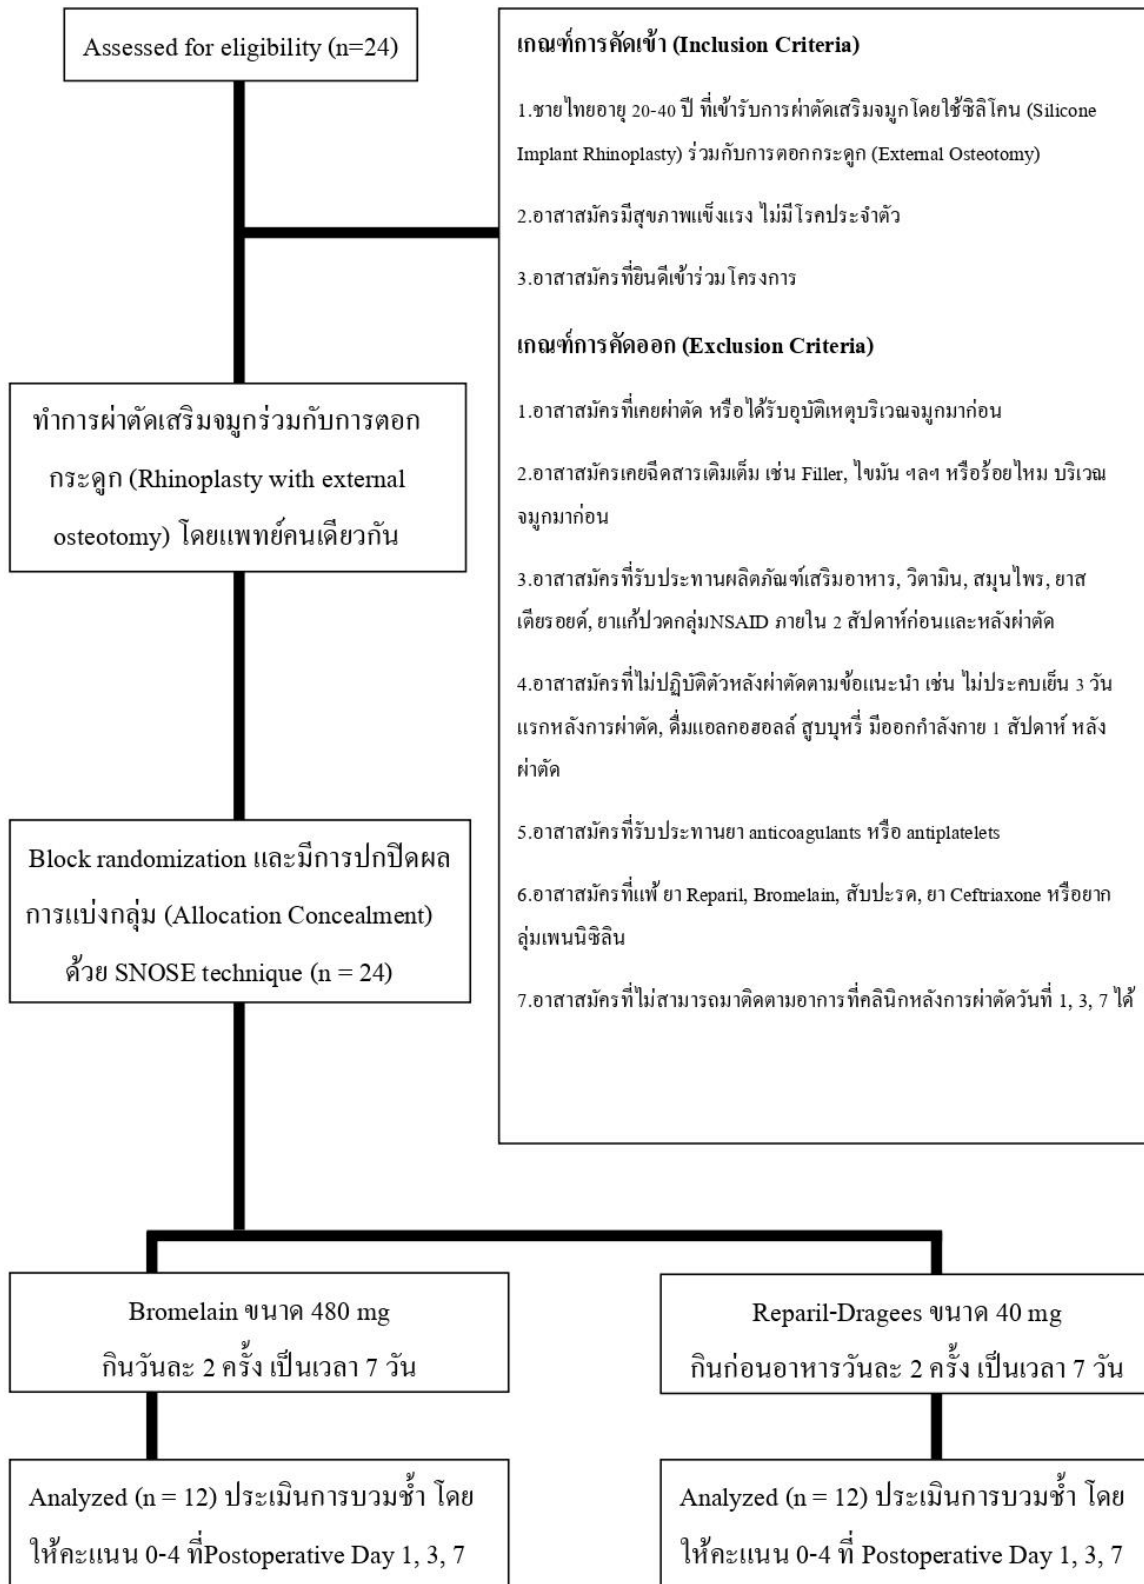 Assessed for eligibility (n=24)
เกณฑ์การคัดเข้า (Inclusion Criteria)
1.ชายไทยอายุ 20-40 ปี ที่เข้ารับการผ่าตัดเสริมจมูกโดยใช้ซิลิโคน (Silicone
Implant Rhinoplasty) ร่วมกับการตอกกระดูก (External Osteotomy)
2.อาสาสมัครมีสุขภาพแข็งแรง ไม่มีโรคประจำตัว
3.อาสาสมัครที่ยินดีเข้าร่วมโครงการ
เกณฑ์การคัดออก (Exclusion Criteria)
1.อาสาสมัครที่เคยผ่าตัด หรือได้รับอุบัติเหตุบริเวณจมูกมาก่อน
2.อาสาสมัครเคยฉีดสารเติมเต็ม เช่น Filler, ไขมัน ฯลฯ หรือร้อยไหม บริเวณ
จมูกมาก่อน
3.อาสาสมัครที่รับประทานผลิตภัณฑ์เสริมอาหาร, วิตามิน, สมุนไพร, ยาส
เตียรอยด์, ยาแก้ปวดกลุ่มNSAID ภายใน 2 สัปดาห์ก่อนและหลังผ่าตัด
4.อาสาสมัครที่ไม่ปฏิบัติตัวหลังผ่าตัดตามข้อแนะนำ เช่น ไม่ประคบเย็น 3 วัน
แรกหลังการผ่าตัด, ดื่มแอลกอฮอลล์ สูบบุหรี่ มีออกกำลังกาย 1 สัปดาห์ หลัง
ผ่าตัด
5.อาสาสมัครที่รับประทานยา anticoagulants หรือ antiplatelets
6.อาสาสมัครที่แพ้ ยา Reparil, Bromelain, สับปะรด, ยา Ceftriaxone หรือยาก
ลุ่มเพนนิซิลิน
7.อาสาสมัครที่ไม่สามารถมาติดตามอาการที่คลินิกหลังการผ่าตัดวันที่ 1, 3, 7 ได้
ทำการผ่าตัดเสริมจมูกร่วมกับการตอก
กระดูก (Rhinoplasty with external
osteotomy) โดยแพทย์คนเดียวกัน
Block randomization และมีการปกปิดผล
การแบ่งกลุ่ม (Allocation Concealment)
ด้วย SNOSE technique (n = 24)
Bromelain ขนาด 480 mg
กินวันละ 2 ครั้ง เป็นเวลา 7 วัน
Reparil-Dragees ขนาด 40 mg
กินก่อนอาหารวันละ 2 ครั้ง เป็นเวลา 7 วัน
Analyzed (n = 12) ประเมินการบวมช้ำ โดย
ให้คะแนน 0-4 ที่Postoperative Day 1, 3, 7
Analyzed (n = 12) ประเมินการบวมช้ำ โดย
ให้คะแนน 0-4 ที่ Postoperative Day 1, 3, 7